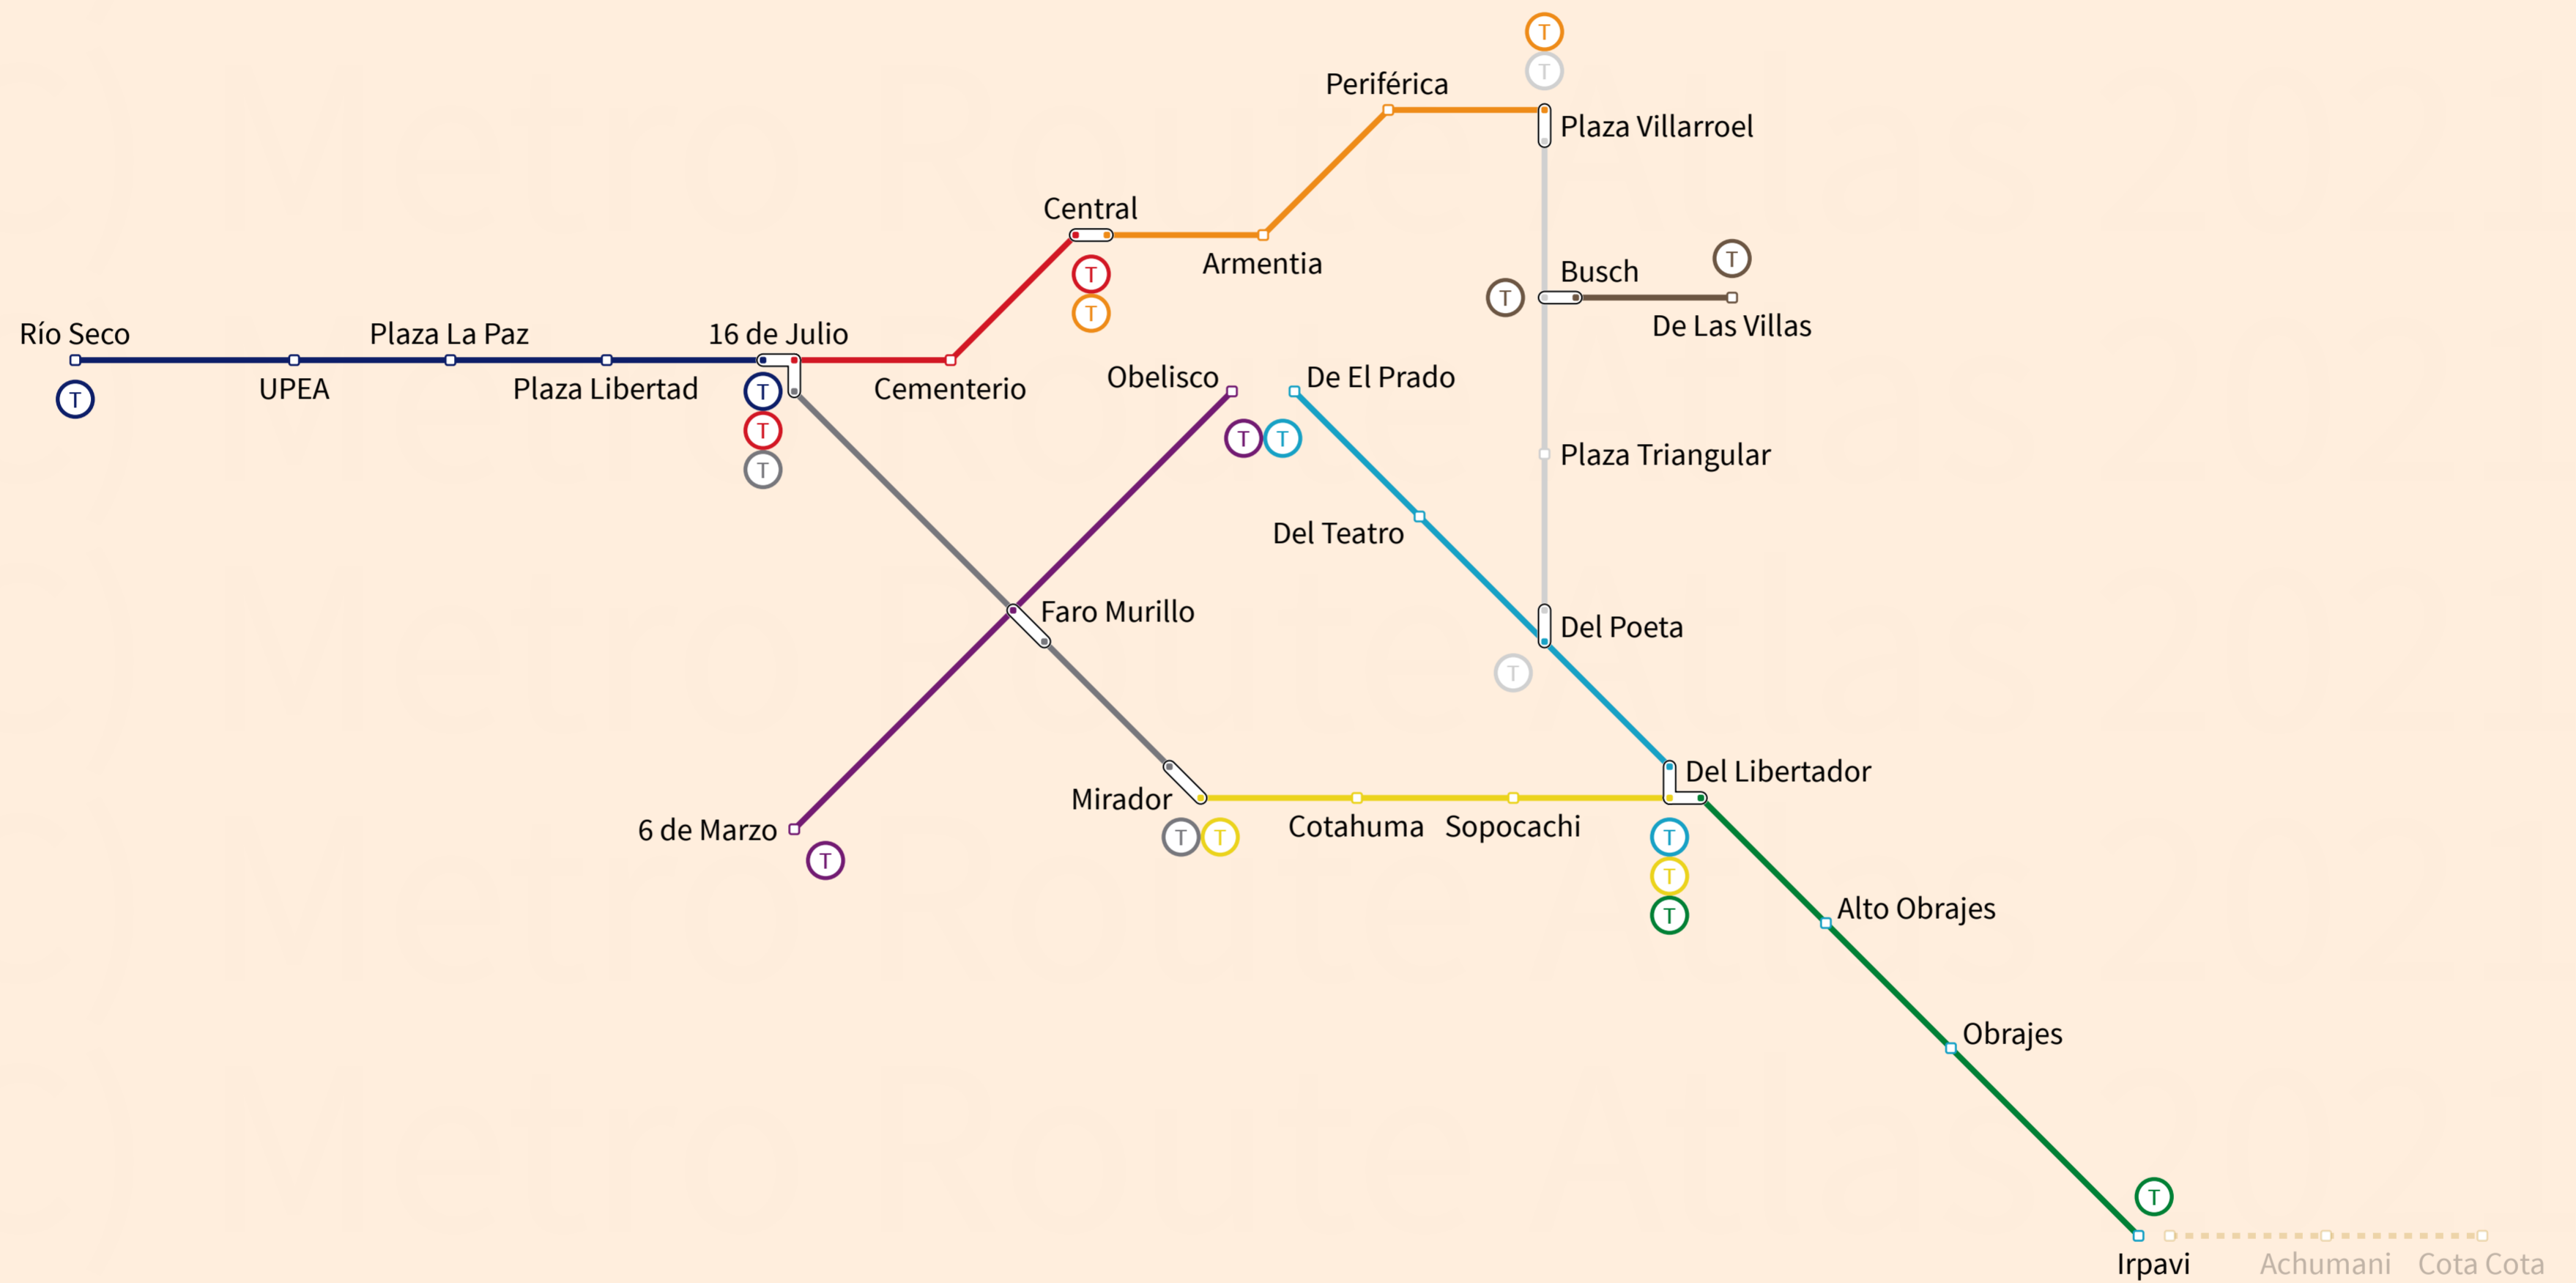 T
T
Periférica
Plaza Villarroel
Central
Armentia
T
T
Busch
T
T
De Las Villas
Río Seco
Plaza La Paz
16 de Julio
UPEA
Plaza Libertad
Cementerio
T
T
T
T
Obelisco
De El Prado
T
T
Plaza Triangular
Del Teatro
Faro Murillo
Del Poeta
T
Del Libertador
Mirador
6 de Marzo
Cotahuma
Sopocachi
T
T
T
T
T
T
Alto Obrajes
Obrajes
T
Irpavi
Achumani
Cota Cota